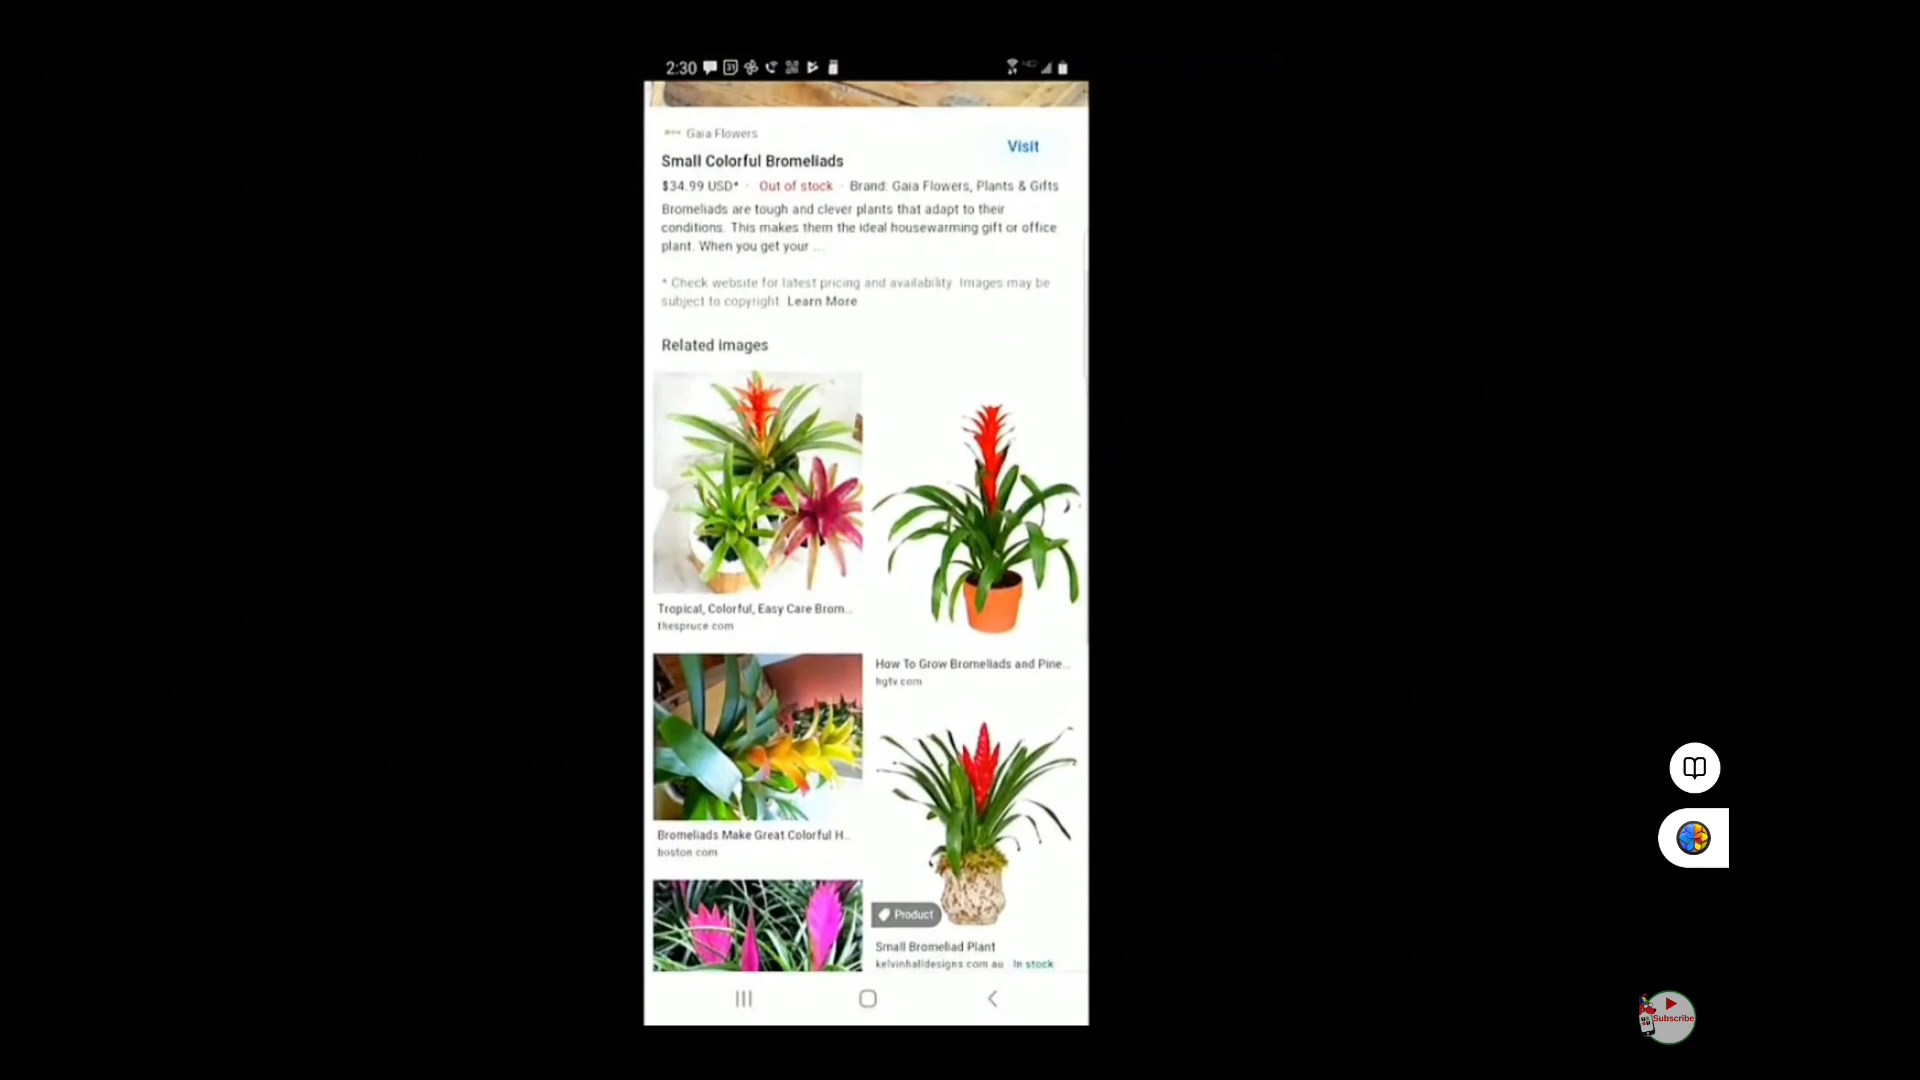 2:30
31
Gaia Flowers
Visit
Small Colorful Bromeliads
$34.99 USD* · Out of stock · Brand: Gaia Flowers, Plants & Gifts
Bromeliads are tough and clever plants that adapt to their
conditions. This makes them the ideal housewarming gift or office
plant. When you get your ...
* Check website for latest pricing and availability. Images may be
subject to copyright. Learn More
Related images
Tropical, Colorful, Easy Care Brom...
thespruce.com
How To Grow Bromeliads and Pine...
hgtv.com
Bromeliads Make Great Colorful H...
boston.com
Product
Small Bromeliad Plant
kelvinhalldesigns.com.au · In stock
Subscribe